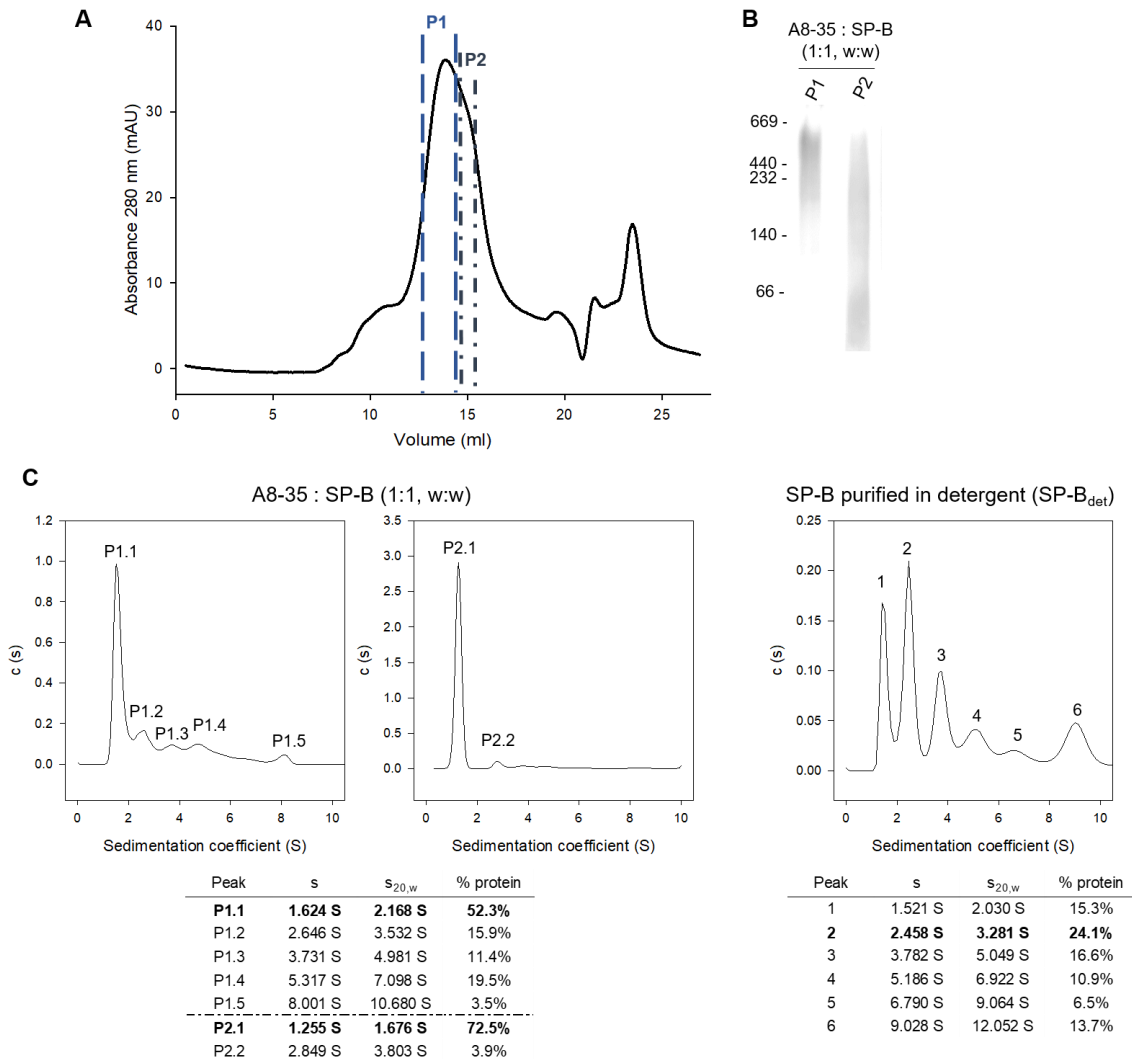 A
P1
P2
40
30
20
10
0
Absorbance 280 nm (mAU)
0 5 10 15 20 25
Volume (ml)
B
A8-35 : SP-B
(1:1, w:w)
P1 P2
669 -
440 -
232 -
140 -
66 -
C
A8-35 : SP-B (1:1, w:w)
1.2
1.0
0.8
0.6
0.4
0.2
0.0
c (s)
P1.1
P1.2
P1.3
P1.4
P1.5
0 2 4 6 8 10
Sedimentation coefficient (S)
3.5
3.0
2.5
2.0
1.5
1.0
0.5
0.0
c (s)
P2.1
P2.2
0 2 4 6 8 10
Sedimentation coefficient (S)
SP-B purified in detergent (SP-Bdet)
0.25
0.20
0.15
0.10
0.05
0.00
c (s)
1
2
3
4
5
6
0 2 4 6 8 10
Sedimentation coefficient (S)
Peak s s20,w % protein
P1.1 1.624 S 2.168 S 52.3%
P1.2 2.646 S 3.532 S 15.9%
P1.3 3.731 S 4.981 S 11.4%
P1.4 5.317 S 7.098 S 19.5%
P1.5 8.001 S 10.680 S 3.5%
P2.1 1.255 S 1.676 S 72.5%
P2.2 2.849 S 3.803 S 3.9%
Peak s s20,w % protein
1 1.521 S 2.030 S 15.3%
2 2.458 S 3.281 S 24.1%
3 3.782 S 5.049 S 16.6%
4 5.186 S 6.922 S 10.9%
5 6.790 S 9.064 S 6.5%
6 9.028 S 12.052 S 13.7%